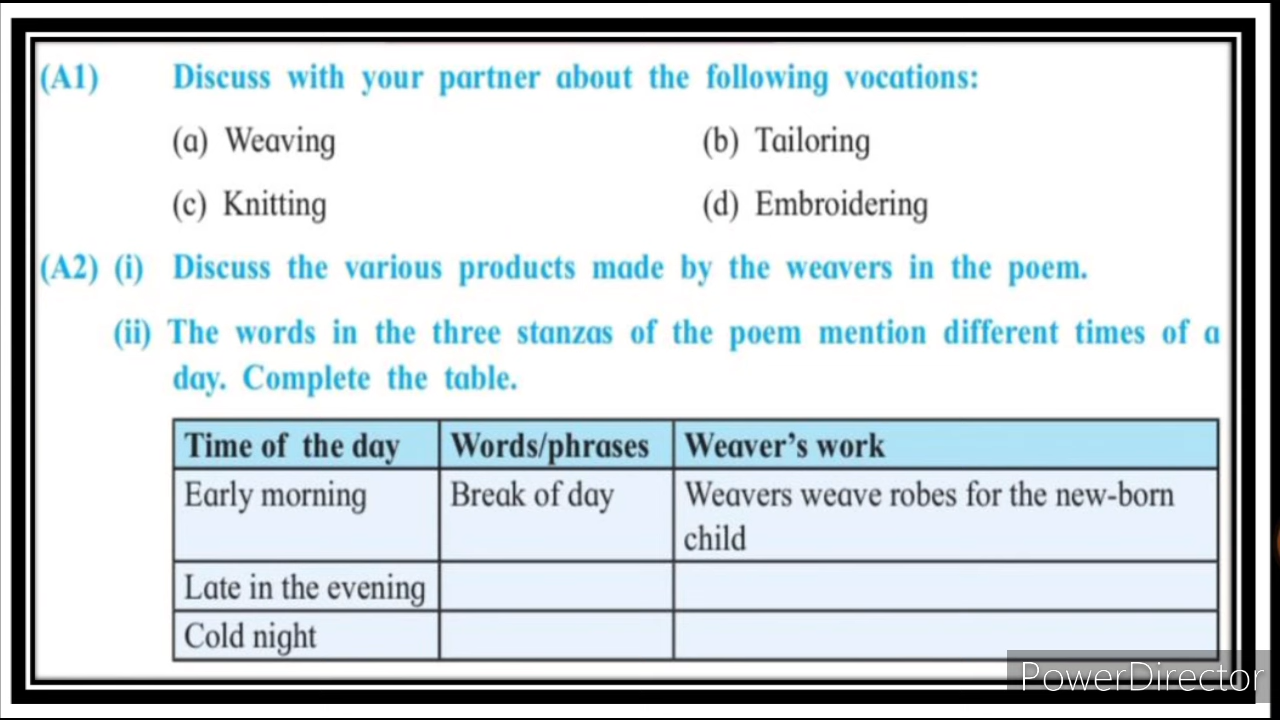 (A1) Discuss with your partner about the following vocations:
(a) Weaving (b) Tailoring
(c) Knitting (d) Embroidering
(A2) (i) Discuss the various products made by the weavers in the poem.
(ii) The words in the three stanzas of the poem mention different times of a
day. Complete the table.
Time of the day Words/phrases Weaver's work
Early morning Break of day Weavers weave robes for the new-born
child
Late in the evening
Cold night
PowerDirector